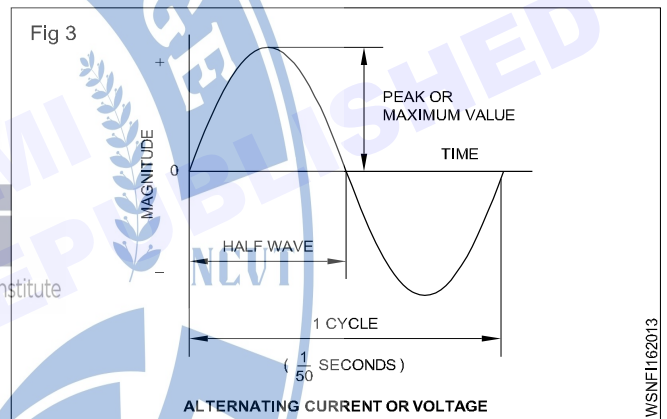 Fig 3
+
PEAK OR
MAXIMUM VALUE
TIME
MAGNITUDE
0
HALF WAVE
–
NCVT
nstitute
1 CYCLE
( 1/50 SECONDS )
ALTERNATING CURRENT OR VOLTAGE
WSNFI162013